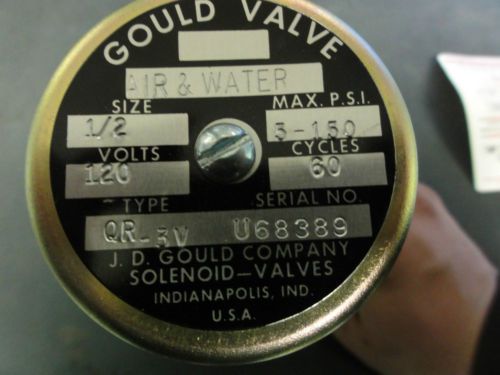 GOULD VALVE
AIR & WATER
SIZE MAX. P.S.I.
1/2 5-150
VOLTS CYCLES
120 60
~ TYPE SERIAL NO.
QR-3V U68389
J. D. GOULD COMPANY
SOLENOID-VALVES
INDIANAPOLIS, IND.
U.S.A.